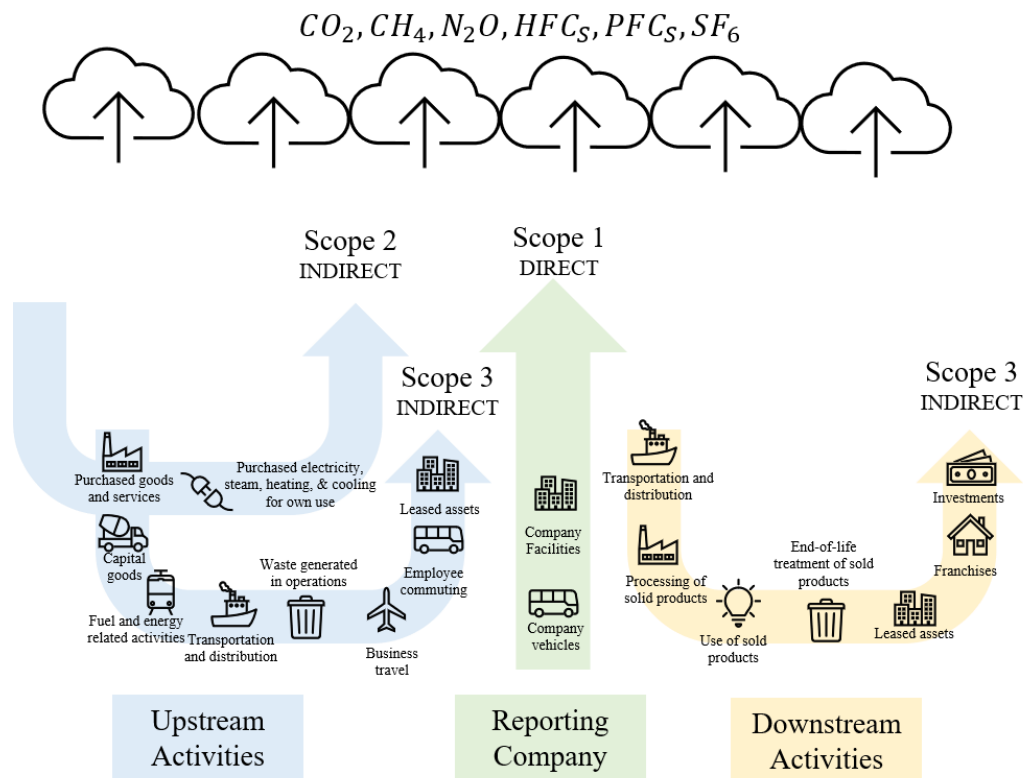 CO₂, CH₄, N₂O, HFCₛ, PFCₛ, SF₆
Scope 2
INDIRECT
Scope 1
DIRECT
Scope 3
INDIRECT
Scope 3
INDIRECT
Purchased goods
and services
Purchased electricity,
steam, heating, & cooling
for own use
Leased assets
Capital
goods
Employee
commuting
Fuel and energy
related activities
Transportation
and distribution
Waste generated
in operations
Business
travel
Company
Facilities
Company
vehicles
Transportation and
distribution
Processing of
solid products
Use of sold
products
End-of-life
treatment of sold
products
Leased assets
Franchises
Investments
Upstream
Activities
Reporting
Company
Downstream
Activities